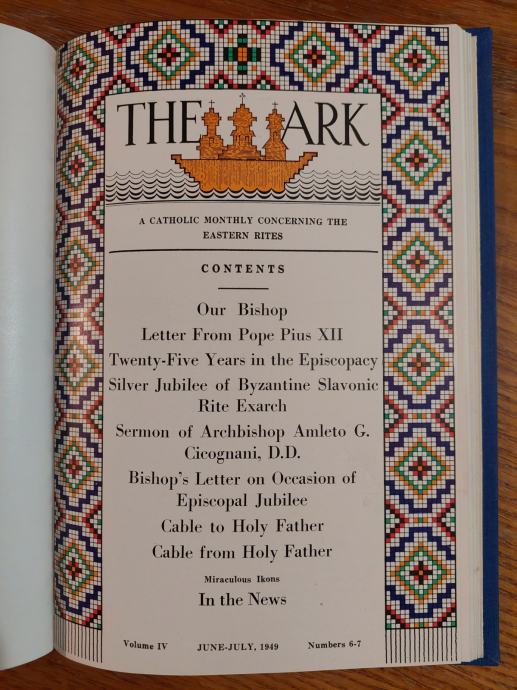 THE ARK
A CATHOLIC MONTHLY CONCERNING THE
EASTERN RITES
CONTENTS
Our Bishop
Letter From Pope Pius XII
Twenty-Five Years in the Episcopacy
Silver Jubilee of Byzantine Slavonic
Rite Exarch
Sermon of Archbishop Amleto G.
Cicognani, D.D.
Bishop's Letter on Occasion of
Episcopal Jubilee
Cable to Holy Father
Cable from Holy Father
Miraculous Ikons
In the News
Volume IV JUNE-JULY, 1949 Numbers 6-7